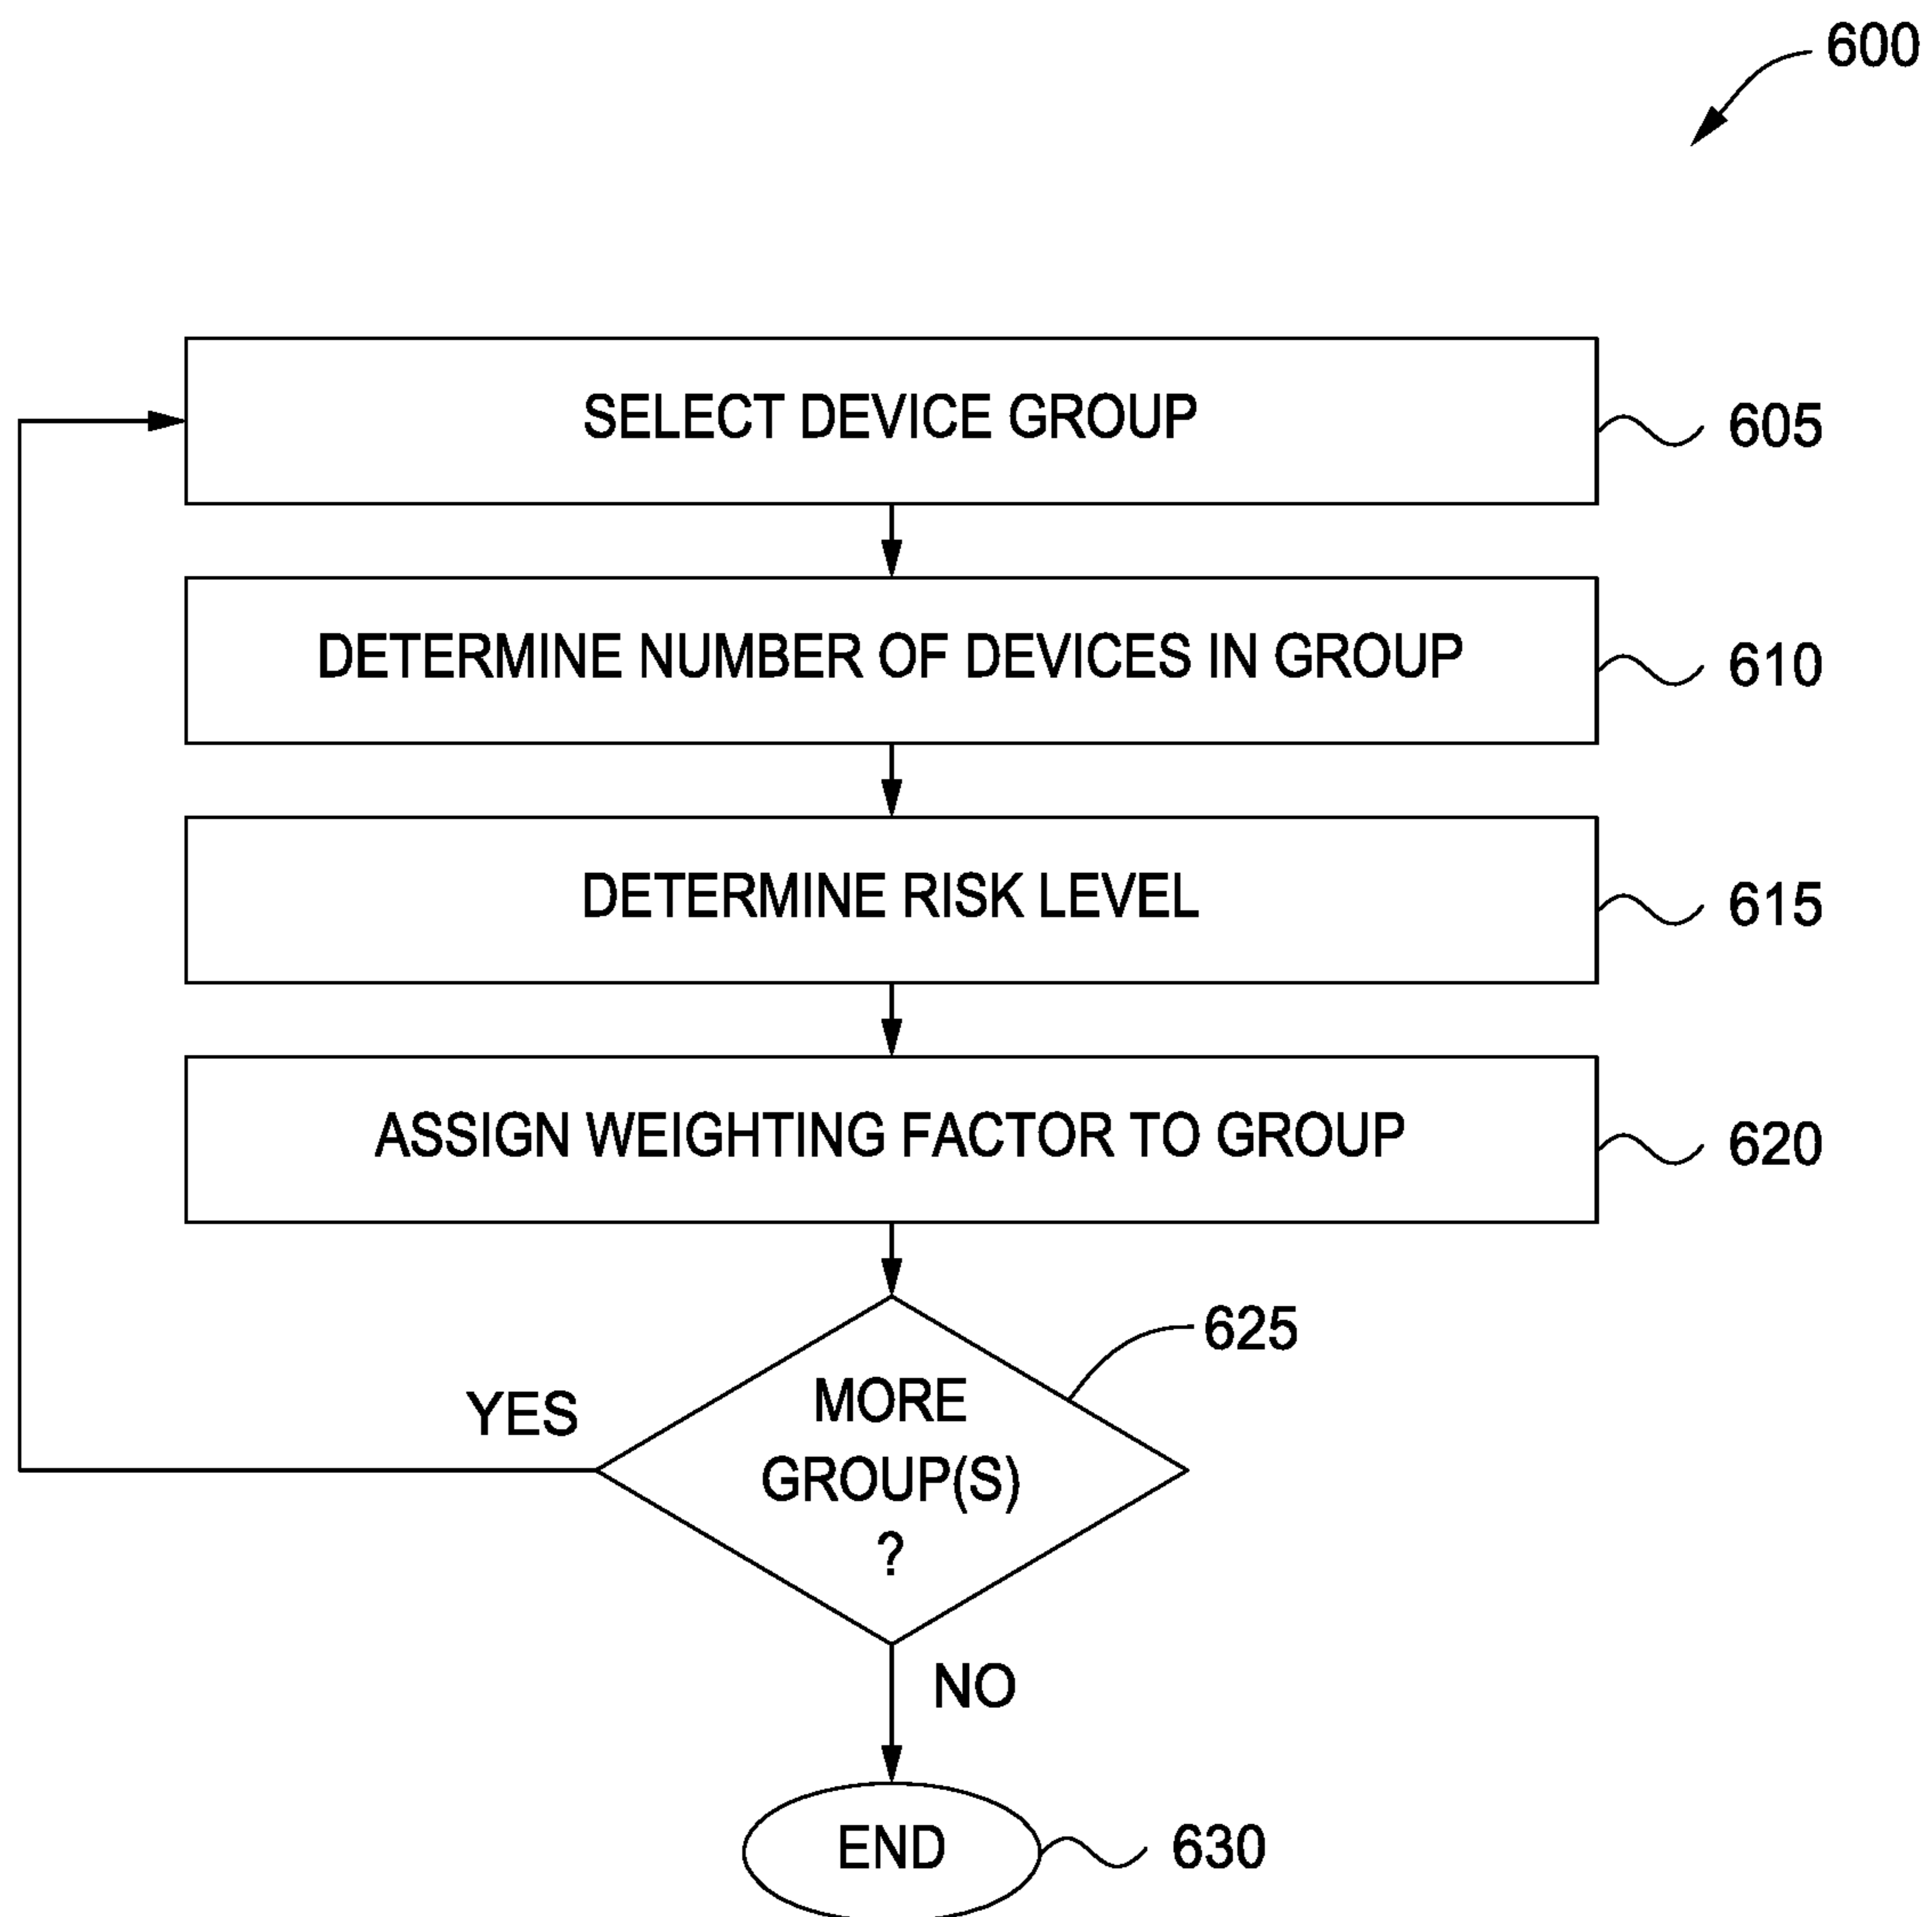 600
SELECT DEVICE GROUP
605
DETERMINE NUMBER OF DEVICES IN GROUP
610
DETERMINE RISK LEVEL
615
ASSIGN WEIGHTING FACTOR TO GROUP
620
625
MORE
GROUP(S)
?
YES
NO
END
630